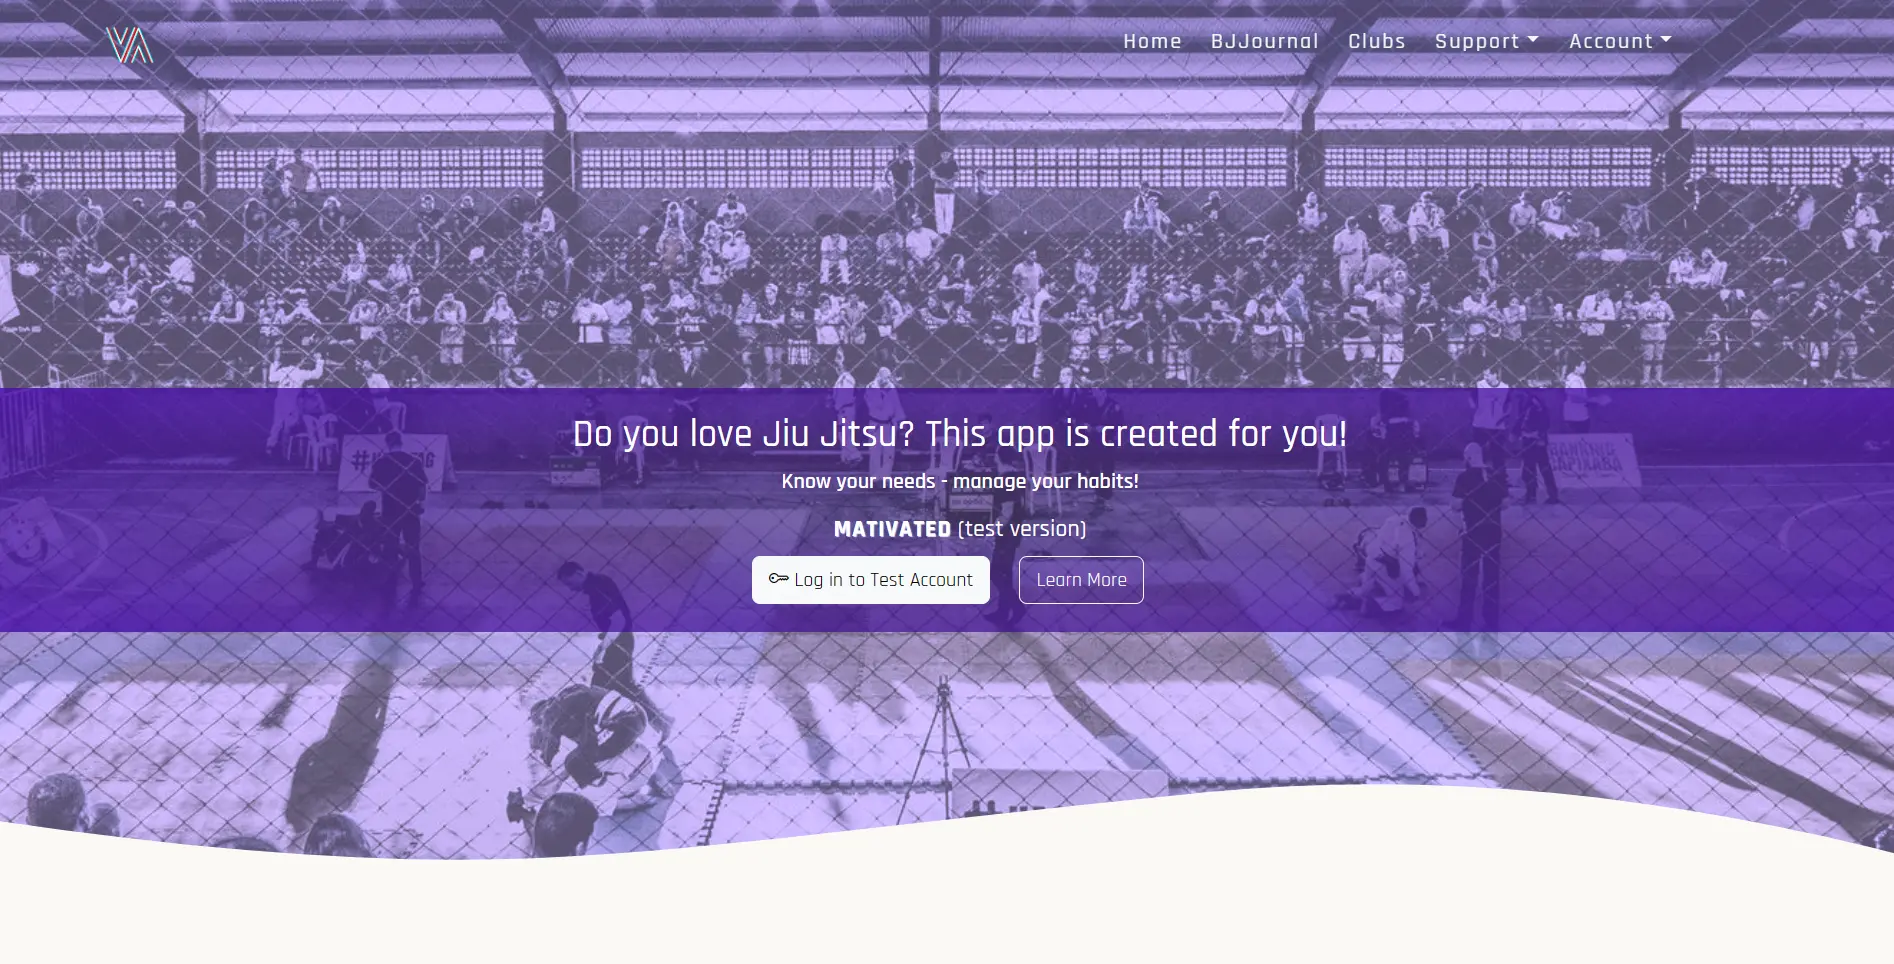 Home BJJournal Clubs Support Account
Do you love Jiu Jitsu? This app is created for you!
Know your needs - manage your habits!
MATIVATED (test version)
Log in to Test Account Learn More